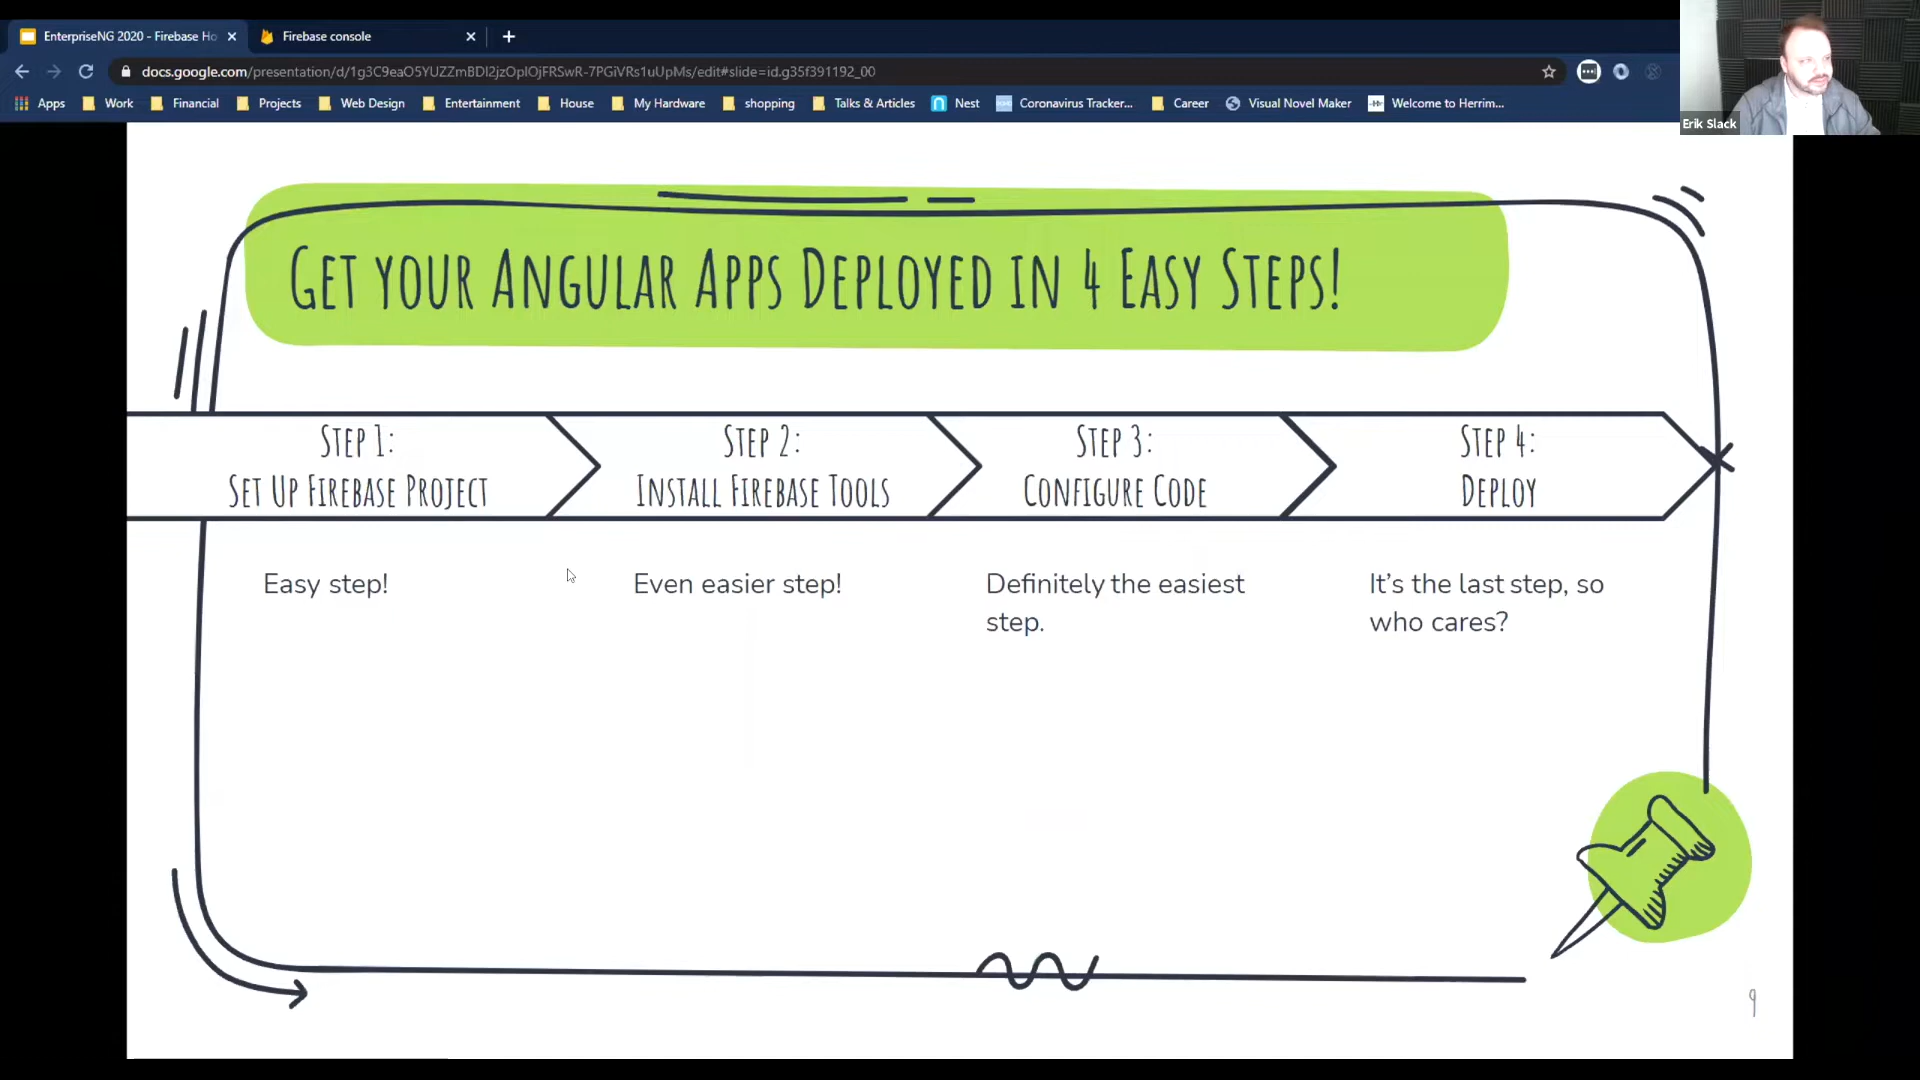 EnterpriseNG 2020 - Firebase Ho
Firebase console
docs.google.com/presentation/d/1g3C9eaO5YUZZmBDI2jzOplOjFRSwR-7PGiVRs1uUpMs/edit#slide=id.g35f391192_00
Apps Work Financial Projects Web Design Entertainment House My Hardware shopping Talks & Articles Nest Coronavirus Tracker... Career Visual Novel Maker Welcome to Herrim...
Erik Slack
Get your Angular Apps Deployed in 4 Easy Steps!
Step 1:
Set Up Firebase Project
Step 2:
Install Firebase Tools
Step 3:
Configure Code
Step 4:
Deploy
Easy step!
Even easier step!
Definitely the easiest
step.
It's the last step, so
who cares?
9